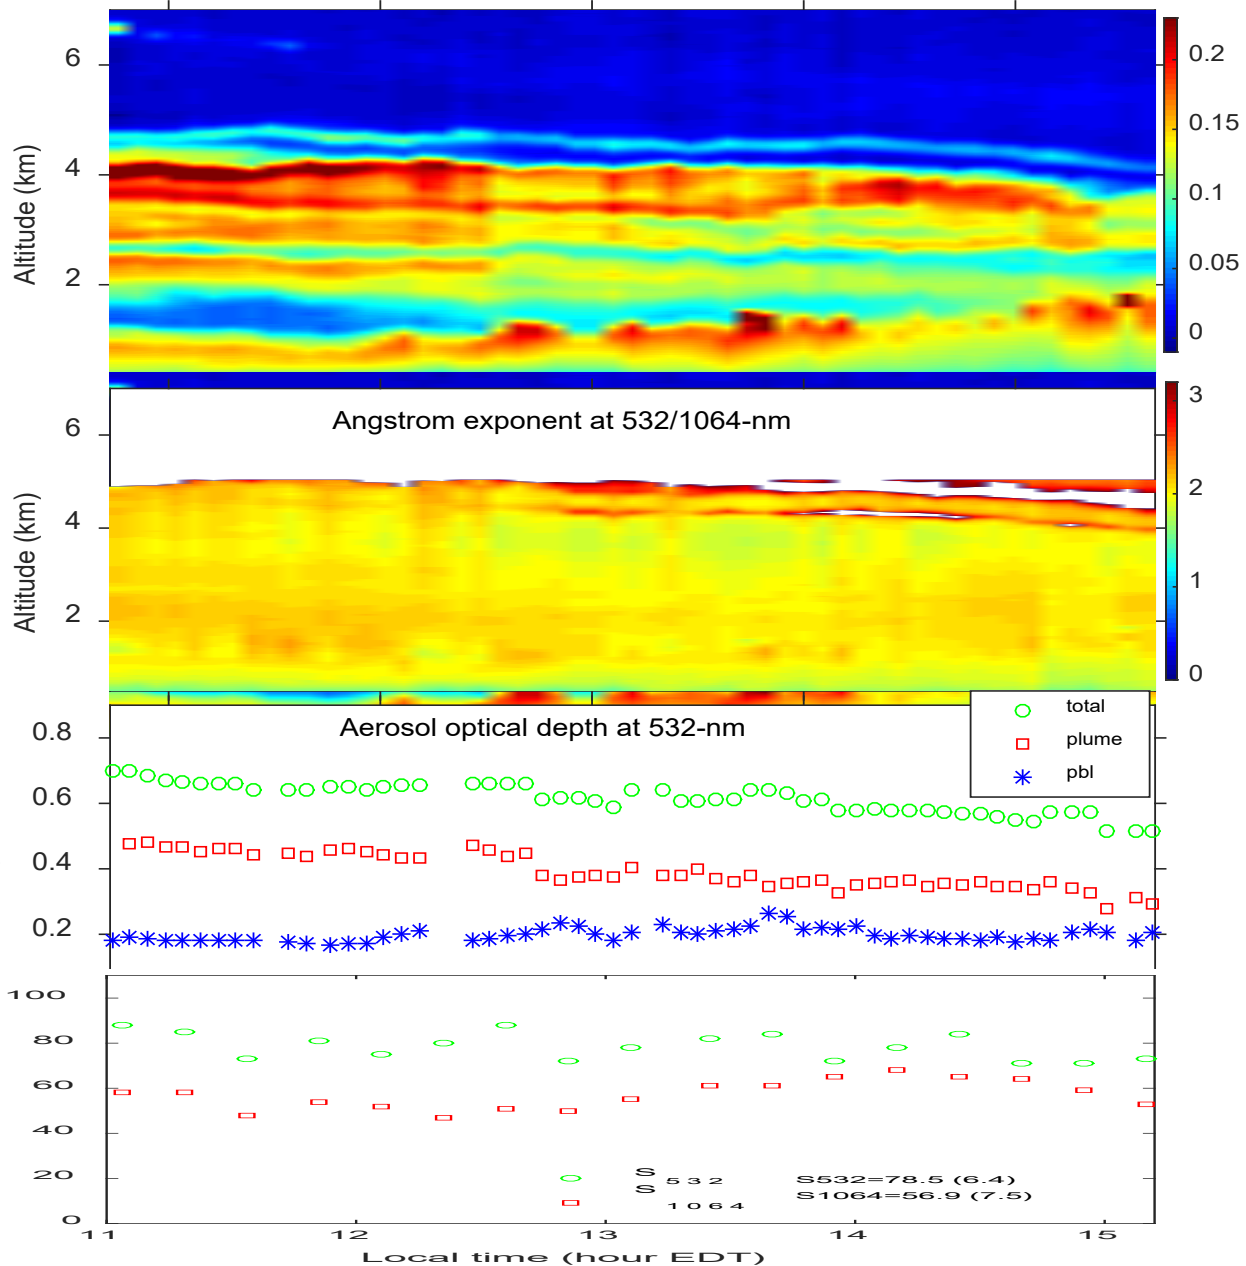 6
4
2
Altitude (km)
0.2
0.15
0.1
0.05
0
Angstrom exponent at 532/1064-nm
6
4
2
Altitude (km)
3
2
1
0
Aerosol optical depth at 532-nm
0.8
0.6
0.4
0.2
total
plume
pbl
100
80
60
40
20
0
S532 S532=78.5 (6.4)
S1064 S1064=56.9 (7.5)
11 12 13 14 15
Local time (hour EDT)